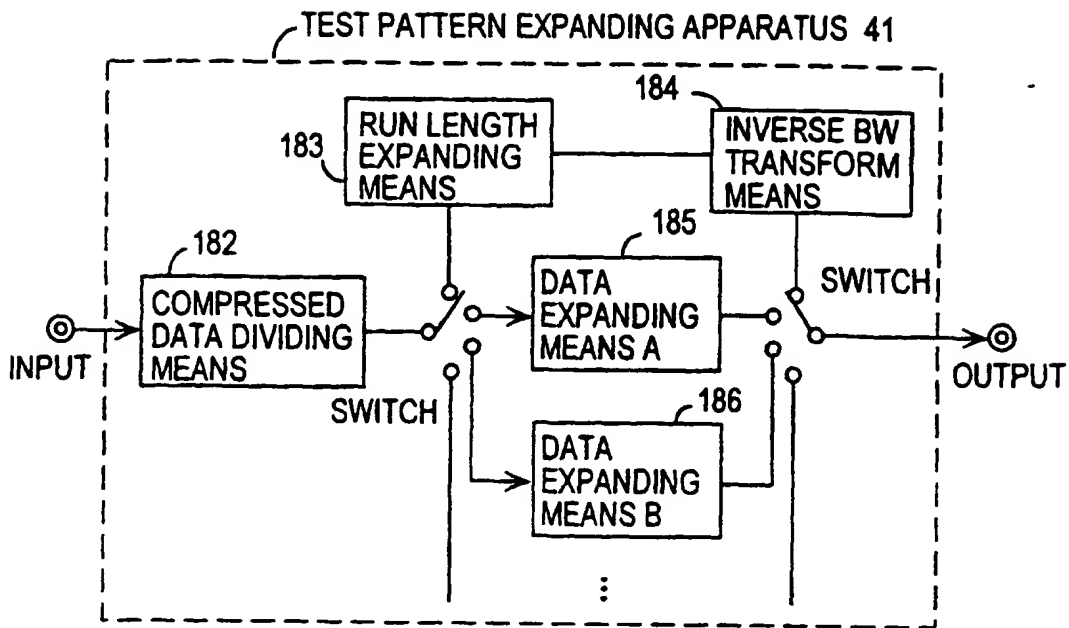 TEST PATTERN EXPANDING APPARATUS 41
183
RUN LENGTH
EXPANDING
MEANS
184
INVERSE BW
TRANSFORM
MEANS
182
COMPRESSED
DATA DIVIDING
MEANS
185
DATA
EXPANDING
MEANS A
SWITCH
INPUT
OUTPUT
SWITCH
186
DATA
EXPANDING
MEANS B